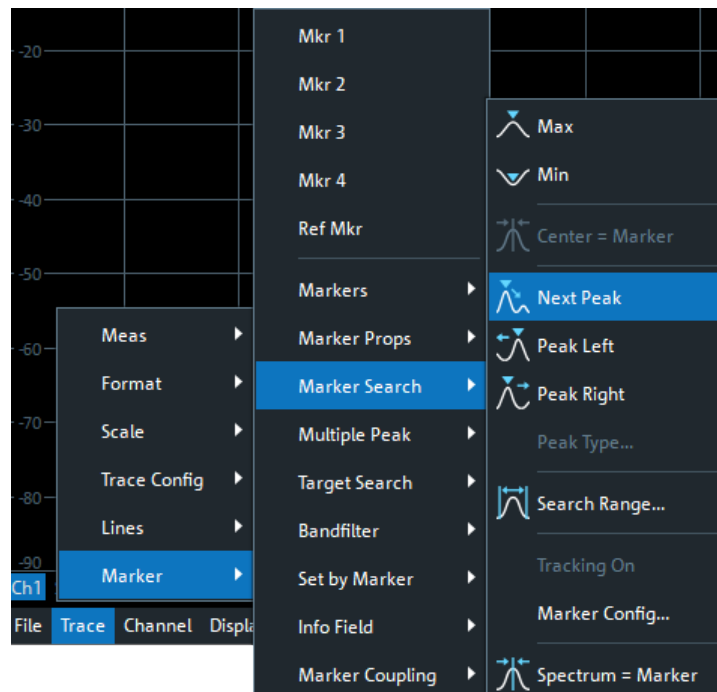 -20
-30
-40
-50
-60
-70
-80
-90
Ch1
Meas
Format
Scale
Trace Config
Lines
Marker
File Trace Channel
Mkr 1
Mkr 2
Mkr 3
Mkr 4
Ref Mkr
Markers
Marker Props
Marker Search
Multiple Peak
Target Search
Bandfilter
Set by Marker
Info Field
Marker Coupling
Max
Min
Center = Marker
Next Peak
Peak Left
Peak Right
Peak Type...
Search Range...
Tracking On
Marker Config...
Spectrum = Marker